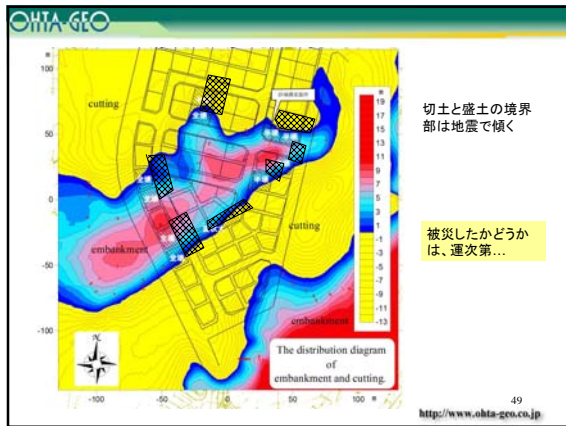 OHTA-GEO
m
100
50
0
-50
-100
-100
-50
0
50
100
m
cutting
cutting
embankment
embankment
全壊
全壊
全壊
全壊
半壊
半壊
m
19
17
15
13
11
9
7
5
3
1
-1
-3
-5
-7
-9
-11
-13
N
The distribution diagram
of
embankment and cutting.
切土と盛土の境界
部は地震で傾く
被災したかどうか
は、運次第…
49
http://www.ohta-geo.co.jp